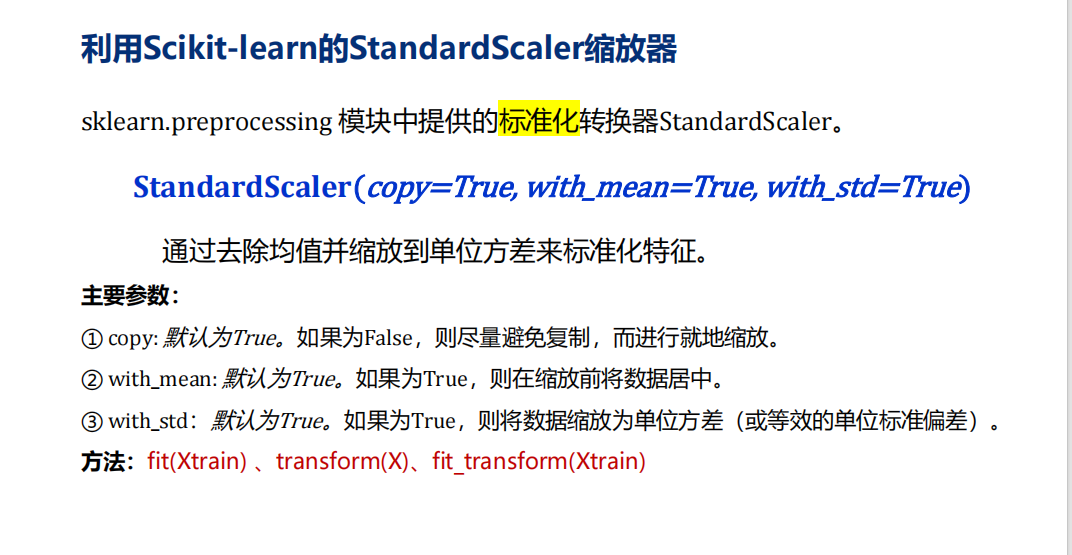 利用Scikit-learn的StandardScaler缩放器
sklearn.preprocessing 模块中提供的标准化转换器StandardScaler。
StandardScaler(copy=True, with_mean=True, with_std=True)
通过去除均值并缩放到单位方差来标准化特征。
主要参数：
① copy: 默认为True。如果为False，则尽量避免复制，而进行就地缩放。
② with_mean: 默认为True。如果为True，则在缩放前将数据居中。
③ with_std：默认为True。如果为True，则将数据缩放为单位方差（或等效的单位标准偏差）。
方法：fit(Xtrain) 、transform(X)、fit_transform(Xtrain)